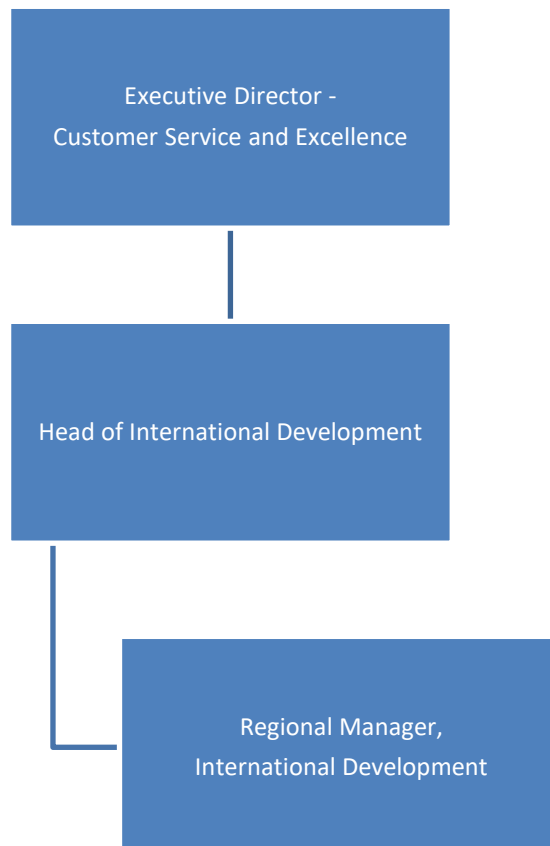 Executive Director -
Customer Service and Excellence
Head of International Development
Regional Manager,
International Development